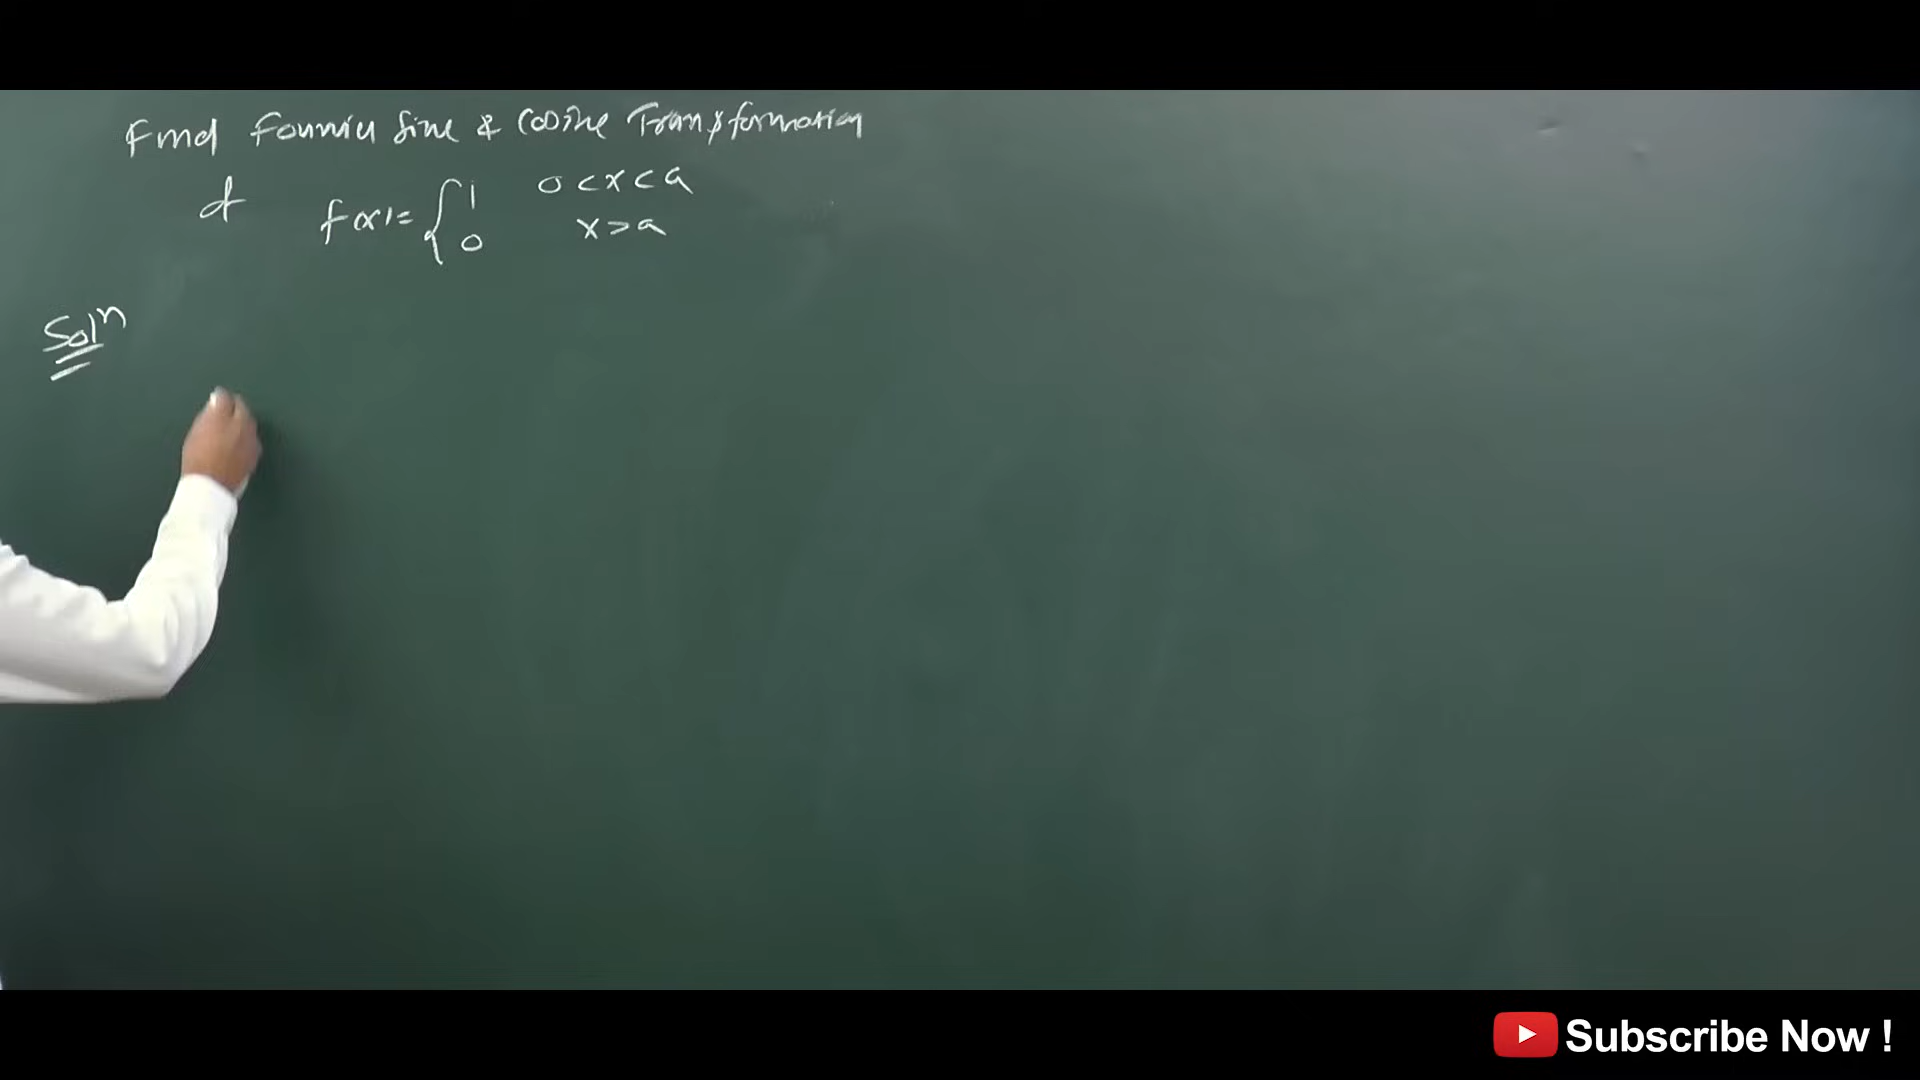 Find Fourier Sine & Cosine Transformation
of f(x) = { 1 0 < x < a
0 x > a
Solⁿ
Subscribe Now !